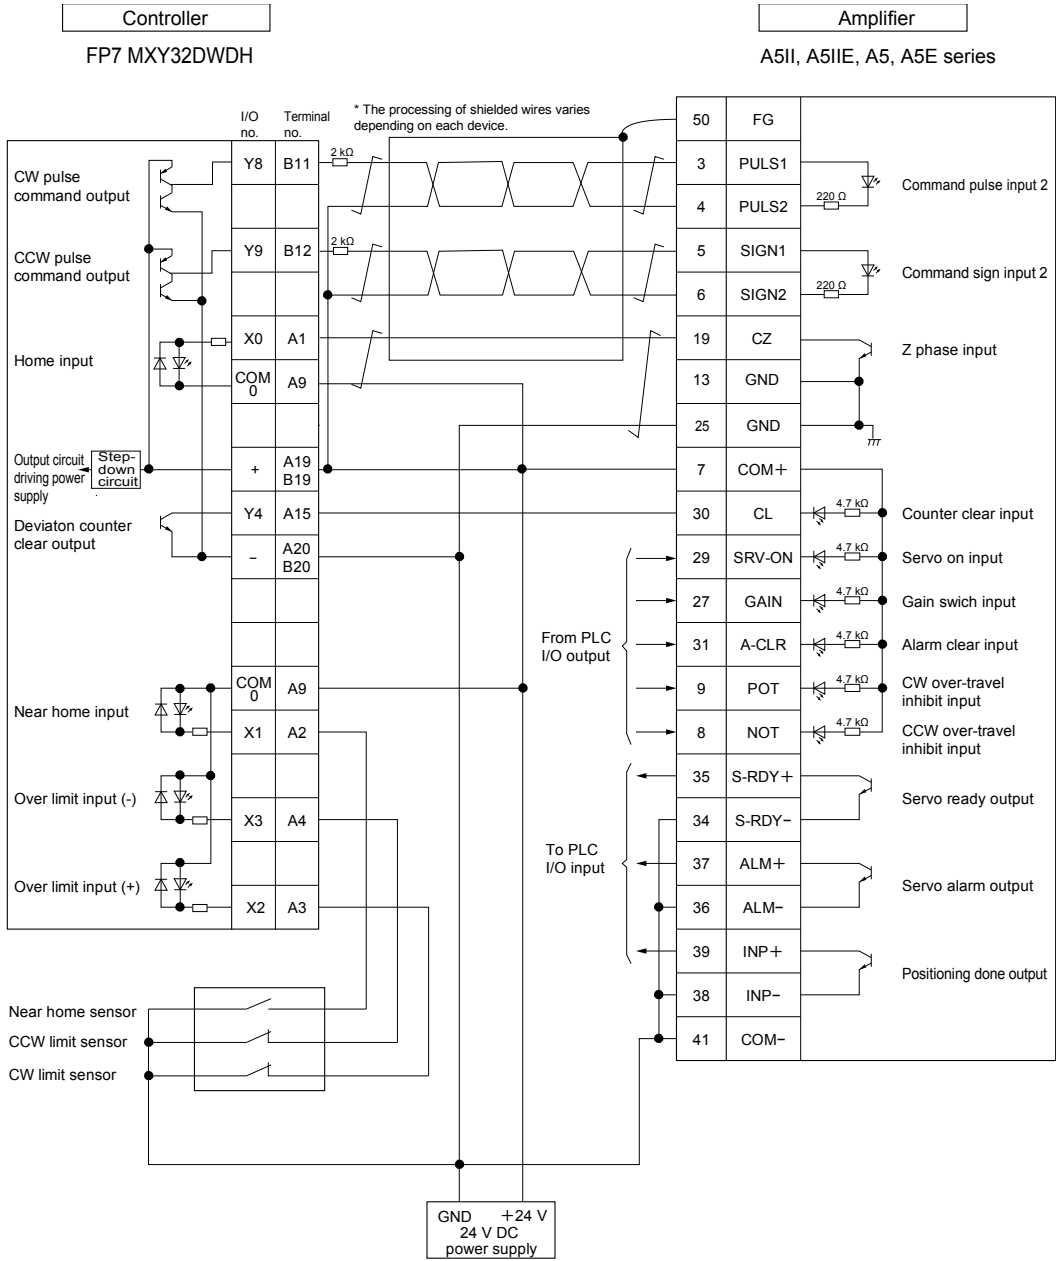 Controller
Amplifier
FP7 MXY32DWDH
A5II, A5IIE, A5, A5E series
I/O
no.
Terminal
no.
* The processing of shielded wires varies
depending on each device.
CW pulse
command output
Y8 B11 2 kΩ
CCW pulse
command output
Y9 B12 2 kΩ
Home input
X0 A1
COM
0 A9
Output circuit
driving power
supply
Step-
down
circuit
+ A19
B19
Deviaton counter
clear output
Y4 A15
− A20
B20
Near home input
COM
0 A9
X1 A2
Over limit input (-)
X3 A4
Over limit input (+)
X2 A3
Near home sensor
CCW limit sensor
CW limit sensor
GND +24 V
24 V DC
power supply
From PLC
I/O output
To PLC
I/O input
50 FG
3 PULS1
4 PULS2 220 Ω
Command pulse input 2
5 SIGN1
6 SIGN2 220 Ω
Command sign input 2
19 CZ
Z phase input
13 GND
25 GND
7 COM+
30 CL 4.7 kΩ Counter clear input
29 SRV-ON 4.7 kΩ Servo on input
27 GAIN 4.7 kΩ Gain swich input
31 A-CLR 4.7 kΩ Alarm clear input
9 POT 4.7 kΩ CW over-travel
inhibit input
8 NOT 4.7 kΩ CCW over-travel
inhibit input
35 S-RDY+
Servo ready output
34 S-RDY−
37 ALM+
Servo alarm output
36 ALM−
39 INP+
Positioning done output
38 INP−
41 COM−